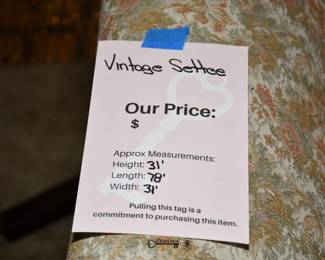 Vintage Settee
Our Price:
$
Approx Measurements:
Height: 31'
Length: 78'
Width: 31'
Pulling this tag is a
commitment to purchasing this item.